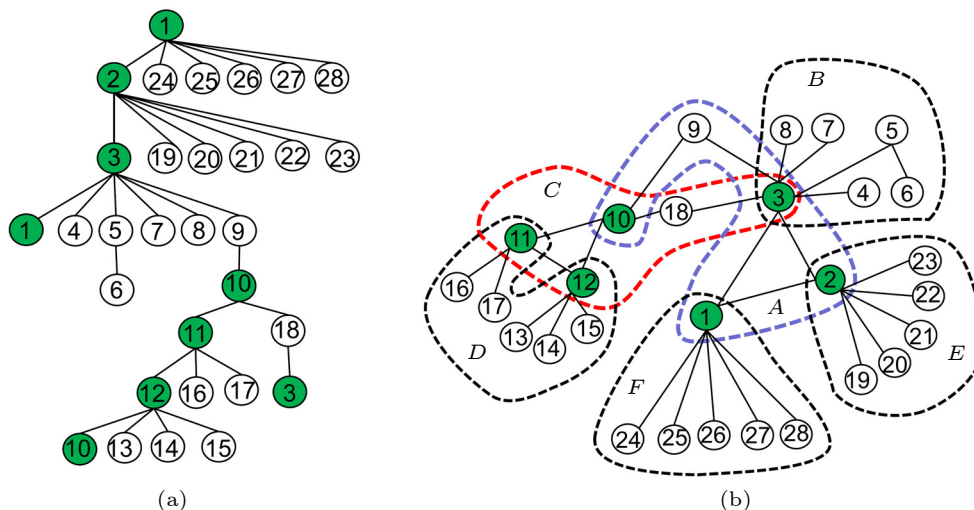 1
2 24 25 26 27 28
3 19 20 21 22 23
1 4 5 7 8 9
6 10
11 18
12 16 17 3
10 13 14 15
(a)
B
9 8 7 5
C 3 4 6
10 18
11
16 17 12 2 23
22
13 14 15 1 A 21
D 19 20 E
F
24 25 26 27 28
(b)